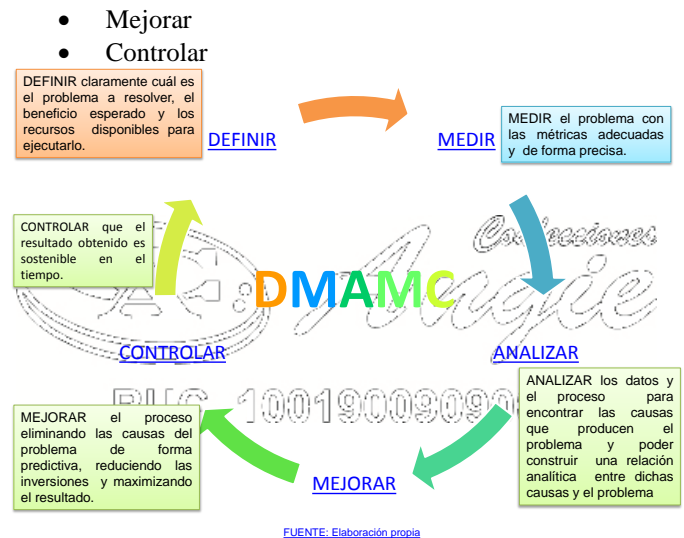 • Mejorar
• Controlar
DEFINIR claramente cuál es
el problema a resolver, el
beneficio esperado y los
recursos disponibles para
ejecutarlo.
DEFINIR
MEDIR
MEDIR el problema con
las métricas adecuadas
y de forma precisa.
CONTROLAR que el
resultado obtenido es
sostenible en el
tiempo.
Confecciones
Angie
DMAMC
CONTROLAR
ANALIZAR
ANALIZAR los datos y
el proceso para
encontrar las causas
que producen el
problema y poder
construir una relación
analítica entre dichas
causas y el problema
RUC 1001900909
MEJORAR el proceso
eliminando las causas del
problema de forma
predictiva, reduciendo las
inversiones y maximizando
el resultado.
MEJORAR
FUENTE: Elaboración propia